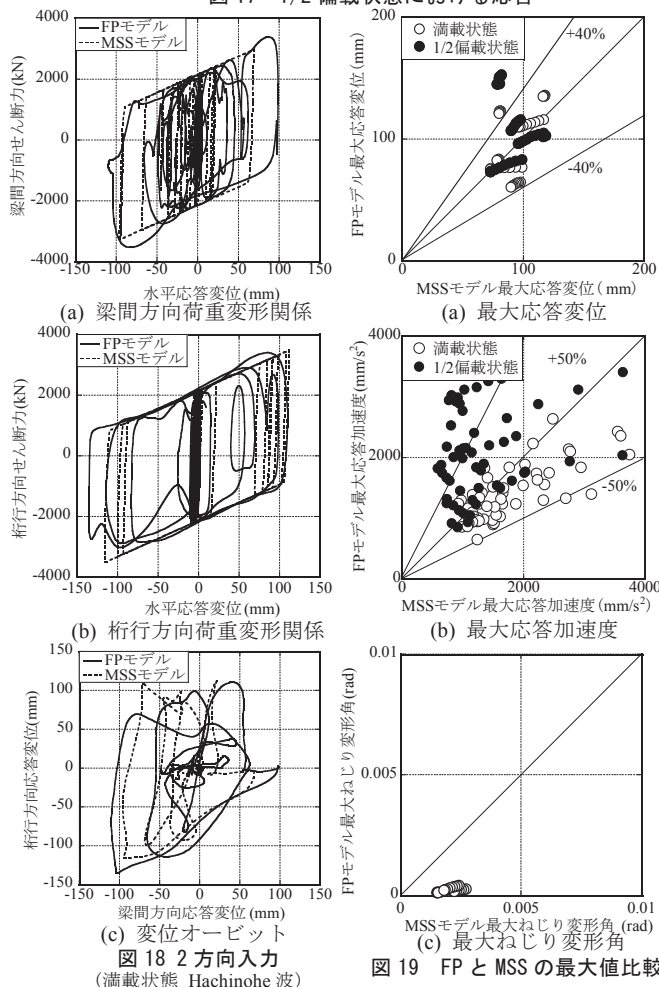 図 17 1/2 偏載状態における応答
FPモデル
MSSモデル
梁間方向せん断力(kN)
4000
2000
0
-2000
-4000
-150 -100 -50 0 50 100 150
水平応答変位(mm)
(a) 梁間方向荷重変形関係
FPモデル
MSSモデル
桁行方向せん断力(kN)
4000
2000
0
-2000
-4000
-150 -100 -50 0 50 100 150
水平応答変位(mm)
(b) 桁行方向荷重変形関係
FPモデル
MSSモデル
桁行方向応答変位(mm)
150
100
50
0
-50
-100
-150
-150 -100 -50 0 50 100 150
梁間方向応答変位(mm)
(c) 変位オービット
図 18 2 方向入力
(満載状態_Hachinohe 波)
満載状態
1/2偏載状態
+40%
-40%
FPモデル最大応答変位(mm)
200
100
0
0 100 200
MSSモデル最大応答変位(mm)
(a) 最大応答変位
満載状態
1/2偏載状態
+50%
-50%
FPモデル最大応答加速度(mm/s²)
4000
2000
0
0 2000 4000
MSSモデル最大応答加速度(mm/s²)
(b) 最大応答加速度
FPモデル最大ねじり変形角(rad)
0.01
0.005
0
0 0.005 0.01
MSSモデル最大ねじり変形角 (rad)
(c) 最大ねじり変形角
図 19 FP と MSS の最大値比較